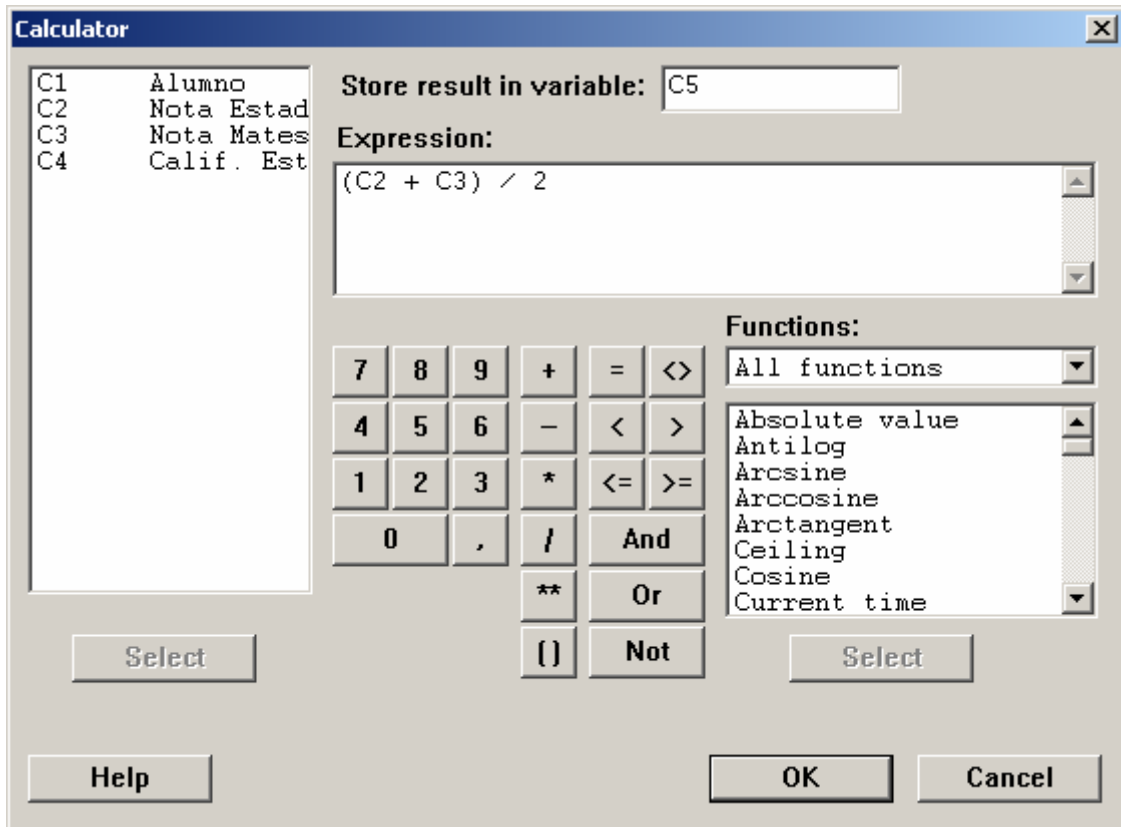 Calculator
C1 Alumno
C2 Nota Estad
C3 Nota Mates
C4 Calif. Est
Select
Store result in variable: C5
Expression:
(C2 + C3) / 2
7 8 9 + = <>
4 5 6 - < >
1 2 3 * <= >=
0 , / And
** Or
() Not
Functions:
All functions
Absolute value
Antilog
Arcsine
Arccosine
Arctangent
Ceiling
Cosine
Current time
Select
Help
OK
Cancel